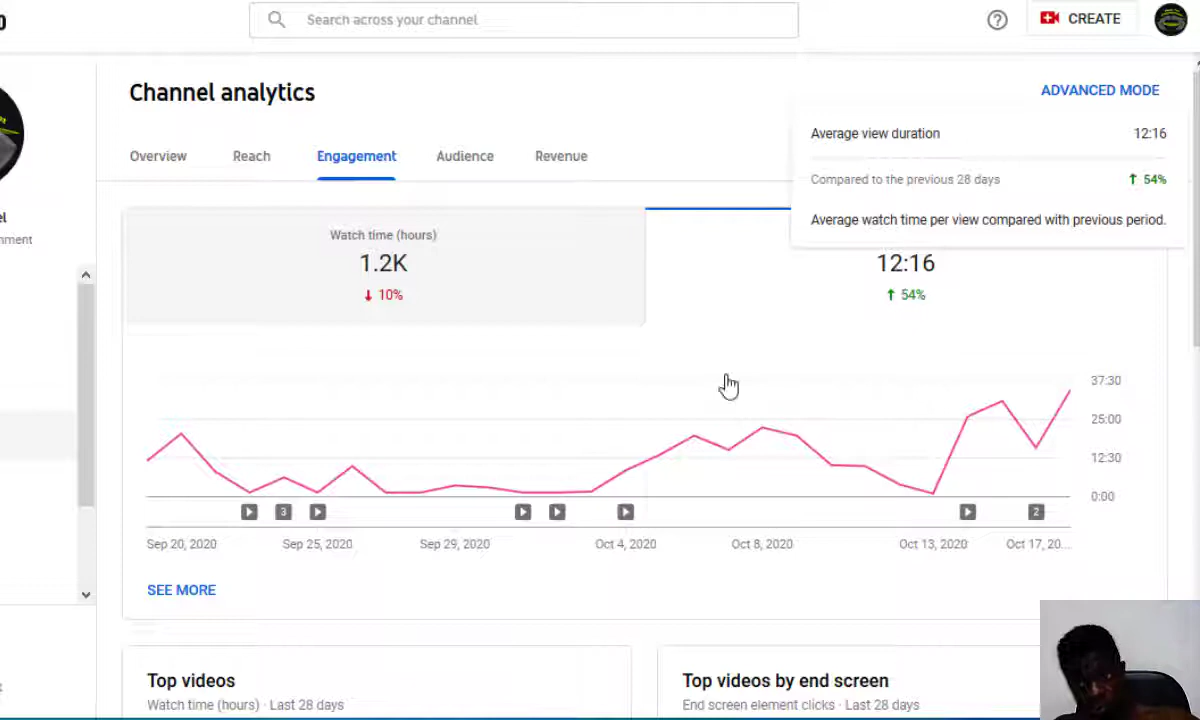 Search across your channel
CREATE
Channel analytics
ADVANCED MODE
Overview
Reach
Engagement
Audience
Revenue
Average view duration 12:16
Compared to the previous 28 days ↑ 54%
Average watch time per view compared with previous period.
Watch time (hours)
1.2K
↓ 10%
12:16
↑ 54%
37:30
25:00
12:30
0:00
3
2
Sep 20, 2020
Sep 25, 2020
Sep 29, 2020
Oct 4, 2020
Oct 8, 2020
Oct 13, 2020
Oct 17, 20...
SEE MORE
Top videos
Watch time (hours) · Last 28 days
Top videos by end screen
End screen element clicks · Last 28 days